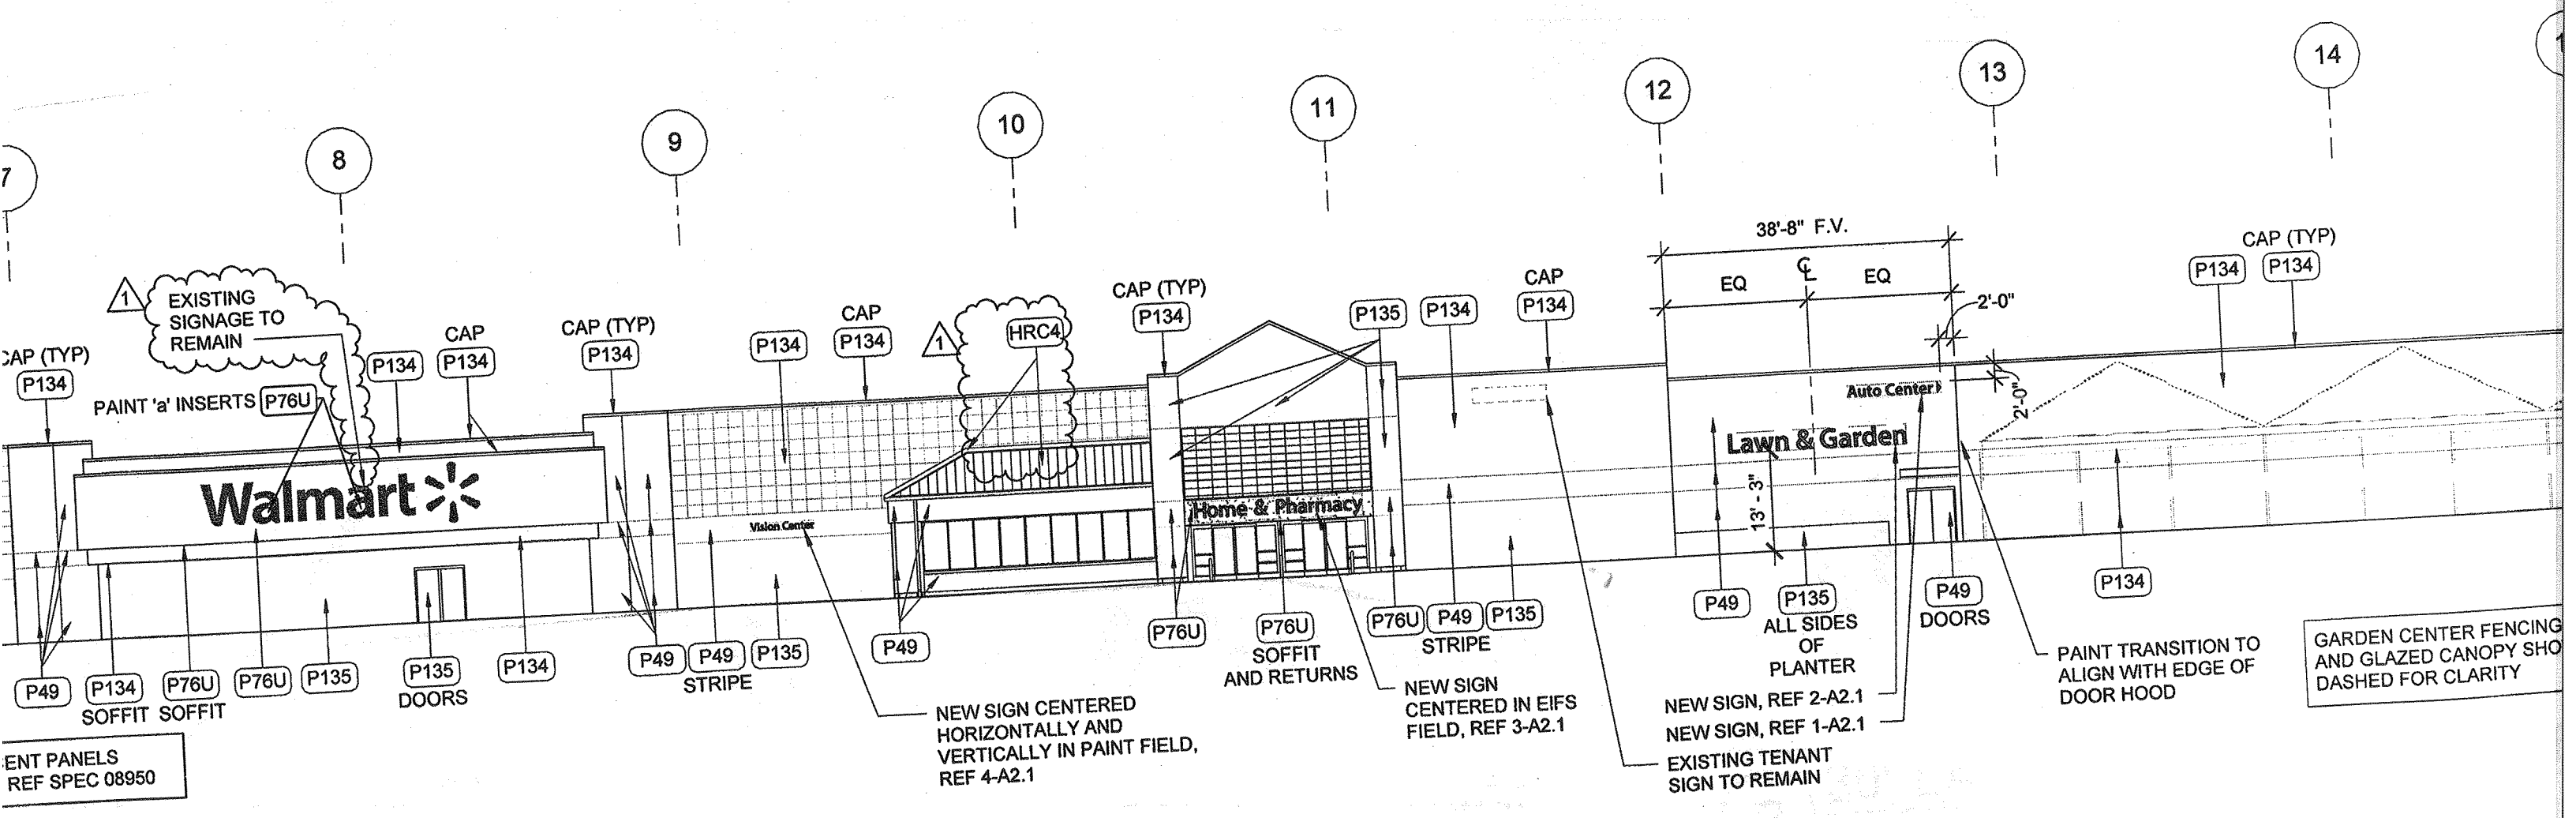 7
8
9
10
11
12
13
14
1
38'-8" F.V.
EQ
C
L
EQ
2'-0"
2'-0"
13' - 3"
1
EXISTING
SIGNAGE TO
REMAIN
PAINT 'a' INSERTS
P76U
CAP (TYP)
P134
P134
CAP
P134
CAP (TYP)
P134
P134
CAP
P134
1
HRC4
CAP (TYP)
P134
P135
P134
CAP
P134
P134
CAP (TYP)
P134
Walmart
Vision Center
Home & Pharmacy
Lawn & Garden
Auto Center
P49
P134
SOFFIT
P76U
SOFFIT
P76U
P135
P135
DOORS
P134
P49
P49
STRIPE
P135
P49
P76U
P76U
SOFFIT
AND RETURNS
P76U
P49
STRIPE
P135
P49
P135
ALL SIDES
OF
PLANTER
P49
DOORS
P134
NEW SIGN CENTERED
HORIZONTALLY AND
VERTICALLY IN PAINT FIELD,
REF 4-A2.1
NEW SIGN
CENTERED IN EIFS
FIELD, REF 3-A2.1
NEW SIGN, REF 2-A2.1
NEW SIGN, REF 1-A2.1
EXISTING TENANT
SIGN TO REMAIN
PAINT TRANSITION TO
ALIGN WITH EDGE OF
DOOR HOOD
GARDEN CENTER FENCING
AND GLAZED CANOPY SHO
DASHED FOR CLARITY
ENT PANELS
REF SPEC 08950